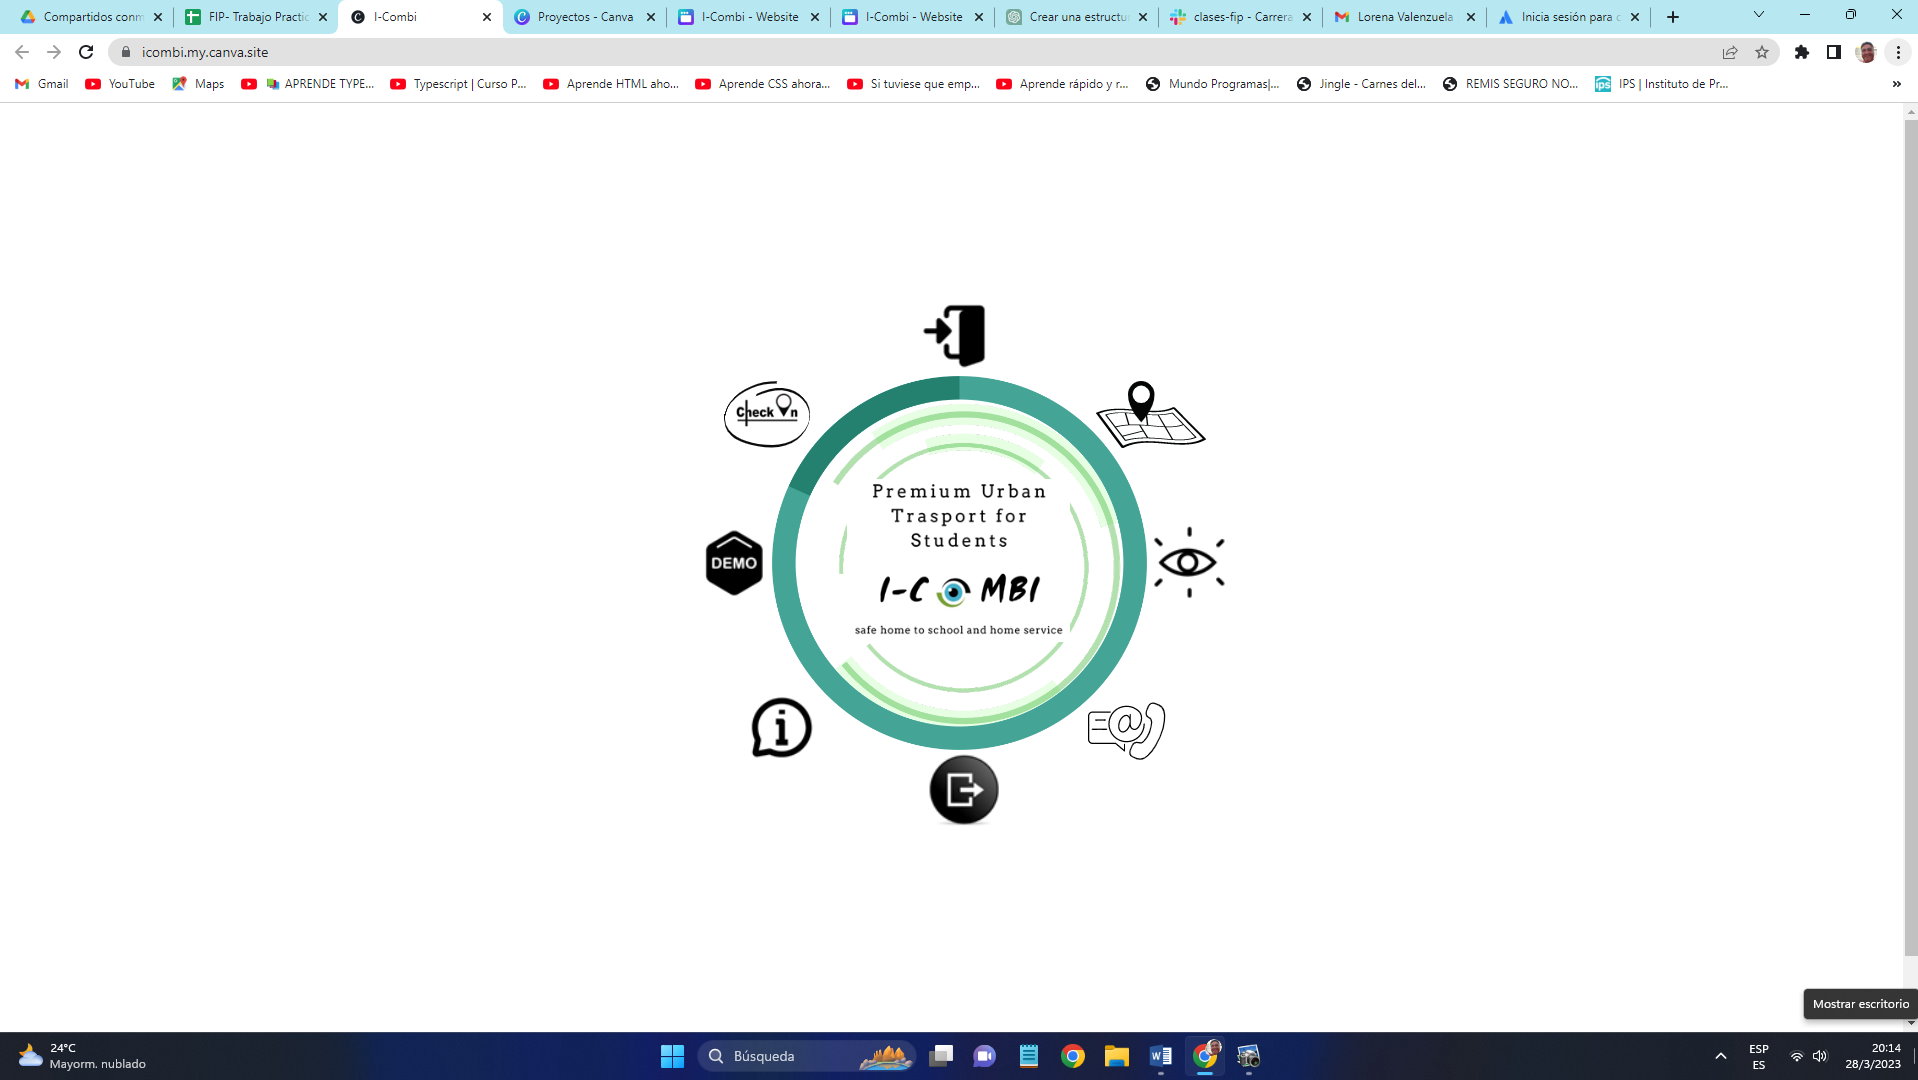 Compartidos conm
FIP- Trabajo Practic
I-Combi
Proyectos - Canva
I-Combi - Website
I-Combi - Website
Crear una estructu
clases-fip - Carrera
Lorena Valenzuela
Inicia sesión para c
icombi.my.canva.site
Gmail
YouTube
Maps
APRENDE TYPE...
Typescript | Curso P...
Aprende HTML aho...
Aprende CSS ahora...
Si tuviese que emp...
Aprende rápido y r...
Mundo Programas|...
Jingle - Carnes del...
REMIS SEGURO NO...
ips
IPS | Instituto de Pr...
Check On
Premium Urban
Trasport for
Students
DEMO
I-C MBI
safe home to school and home service
Mostrar escritorio
24°C
Mayorm. nublado
Búsqueda
ESP
ES
20:14
28/3/2023